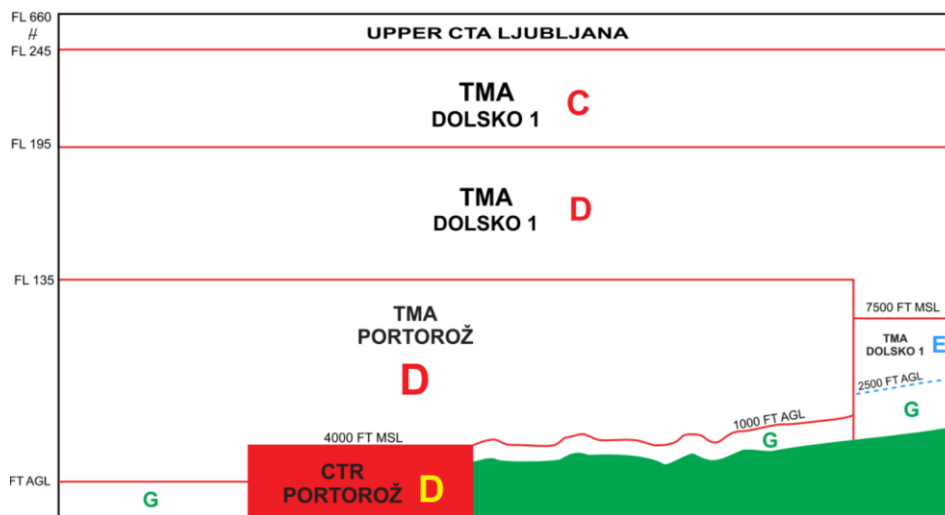 FL 660
#
FL 245
UPPER CTA LJUBLJANA
TMA
DOLSKO 1
C
FL 195
TMA
DOLSKO 1
D
FL 135
TMA
PORTOROŽ
D
7500 FT MSL
TMA
DOLSKO 1
E
2500 FT AGL
G
1000 FT AGL
G
4000 FT MSL
CTR
PORTOROŽ
D
FT AGL
G